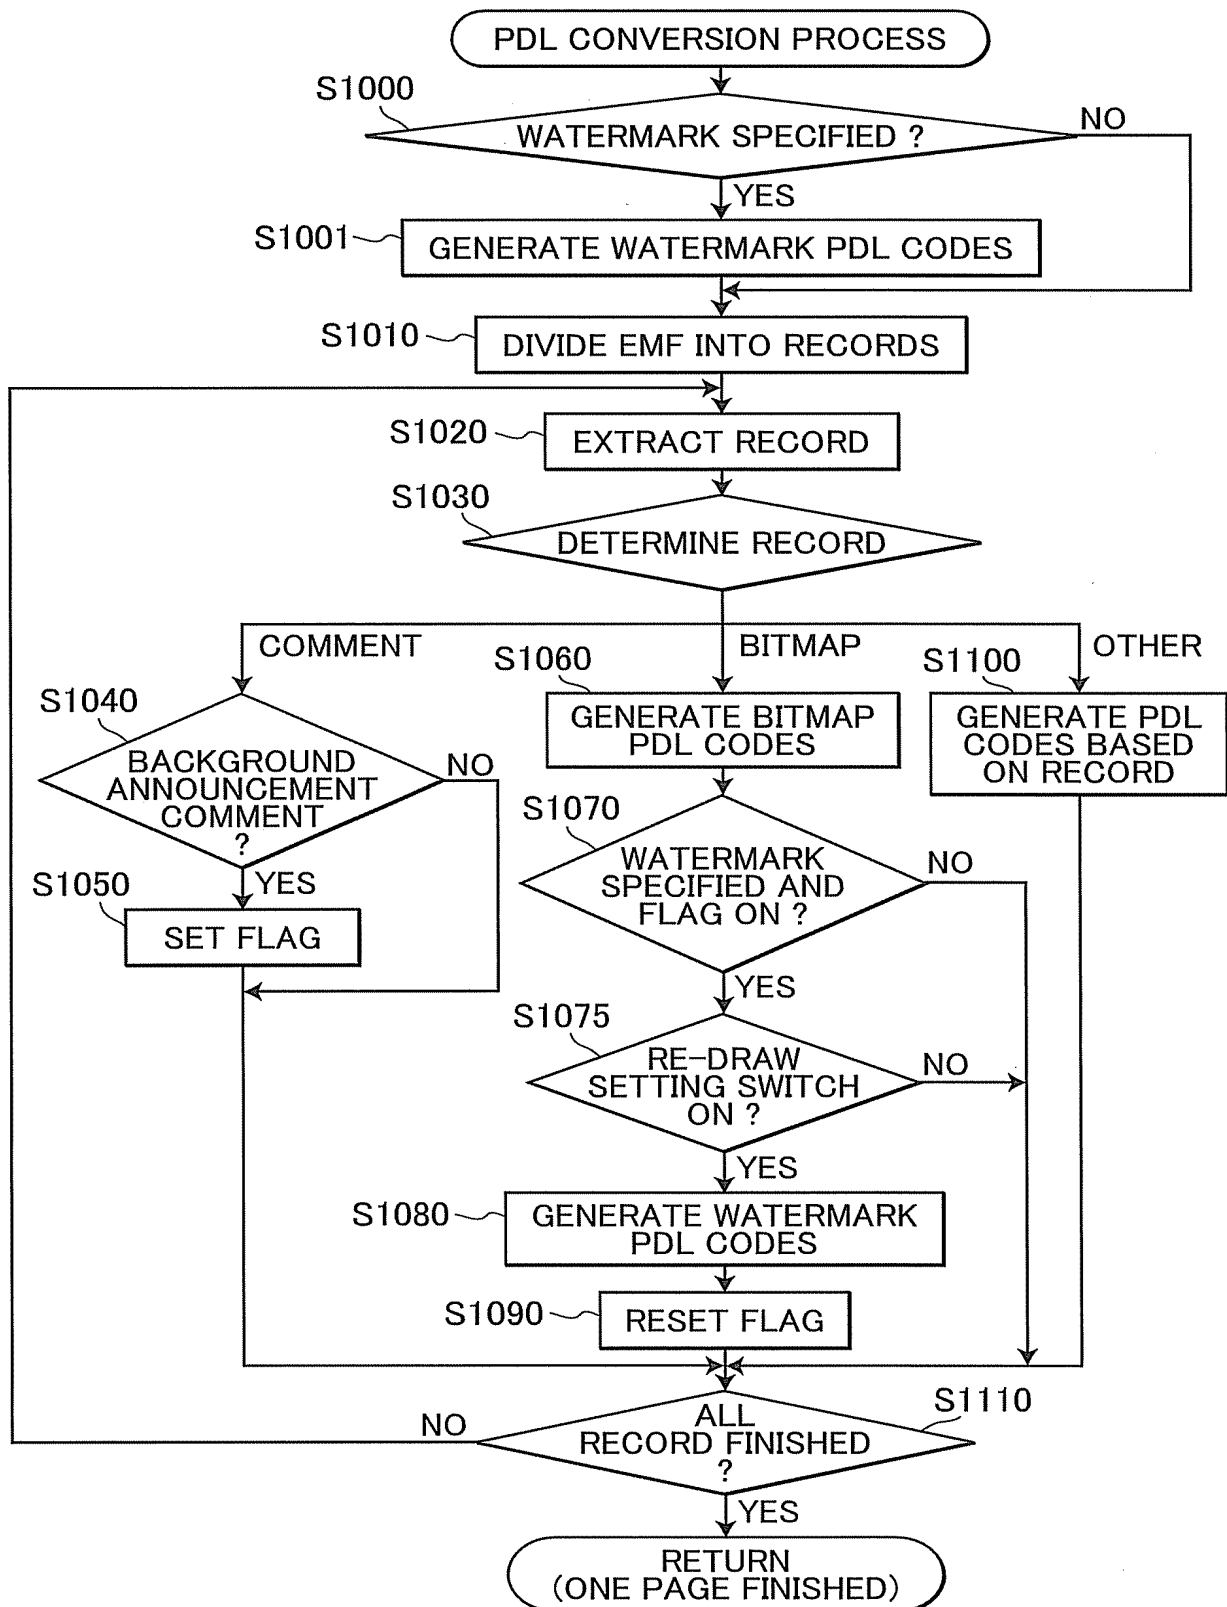 PDL CONVERSION PROCESS
S1000
WATERMARK SPECIFIED ?
NO
YES
S1001
GENERATE WATERMARK PDL CODES
S1010
DIVIDE EMF INTO RECORDS
S1020
EXTRACT RECORD
S1030
DETERMINE RECORD
COMMENT
BITMAP
OTHER
S1040
BACKGROUND
ANNOUNCEMENT
COMMENT
?
NO
YES
S1050
SET FLAG
S1060
GENERATE BITMAP
PDL CODES
S1070
WATERMARK
SPECIFIED AND
FLAG ON ?
NO
YES
S1075
RE-DRAW
SETTING SWITCH
ON ?
NO
YES
S1080
GENERATE WATERMARK
PDL CODES
S1090
RESET FLAG
S1100
GENERATE PDL
CODES BASED
ON RECORD
S1110
ALL
RECORD FINISHED
?
NO
YES
RETURN
(ONE PAGE FINISHED)